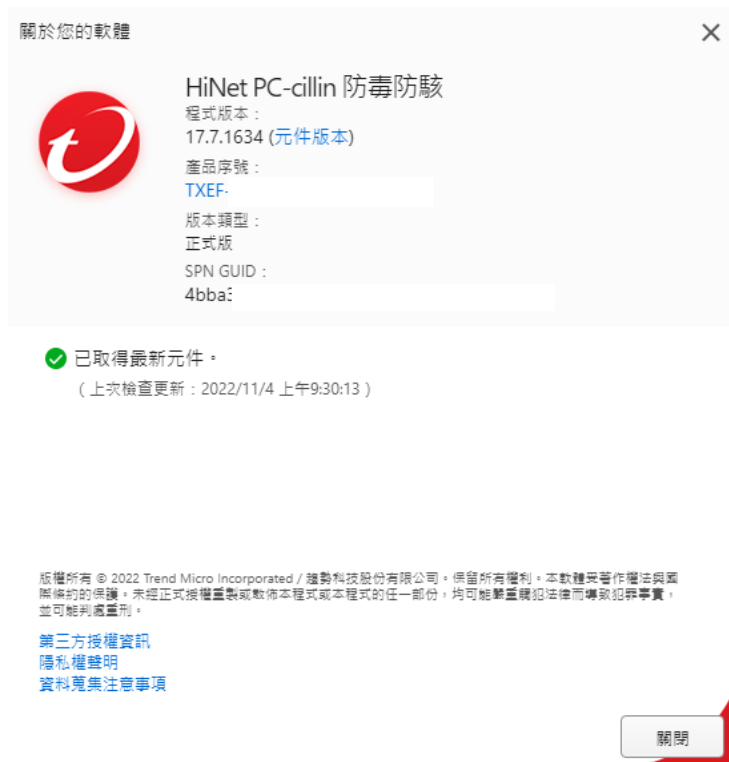 關於您的軟體
HiNet PC-cillin 防毒防駭
程式版本：
17.7.1634 (元件版本)
產品序號：
TXEF-
版本類型：
正式版
SPN GUID：
4bba3
已取得最新元件。
（上次檢查更新：2022/11/4 上午9:30:13）
版權所有 © 2022 Trend Micro Incorporated / 趨勢科技股份有限公司。保留所有權利。本軟體受著作權法與國
際條約的保護。未經正式授權重製或散佈本程式或本程式的任一部份，均可能嚴重觸犯法律而導致犯罪事實，
並可能判處重刑。
第三方授權資訊
隱私權聲明
資料蒐集注意事項
關閉